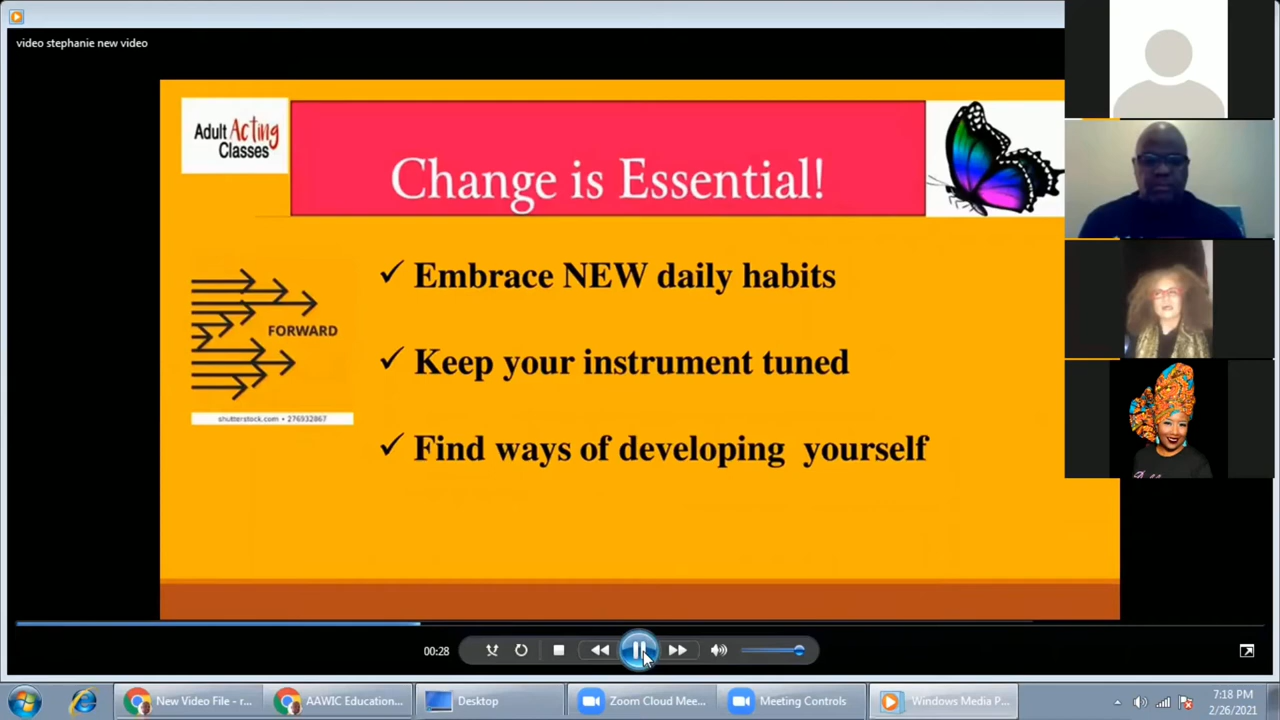 video stephanie new video
Adult Acting
Classes
Change is Essential!
✓ Embrace NEW daily habits
FORWARD
✓ Keep your instrument tuned
shutterstock.com • 276932867
✓ Find ways of developing yourself
00:28
New Video File - r...
AAWIC Education...
Desktop
Zoom Cloud Mee...
Meeting Controls
Windows Media P...
7:18 PM
2/26/2021